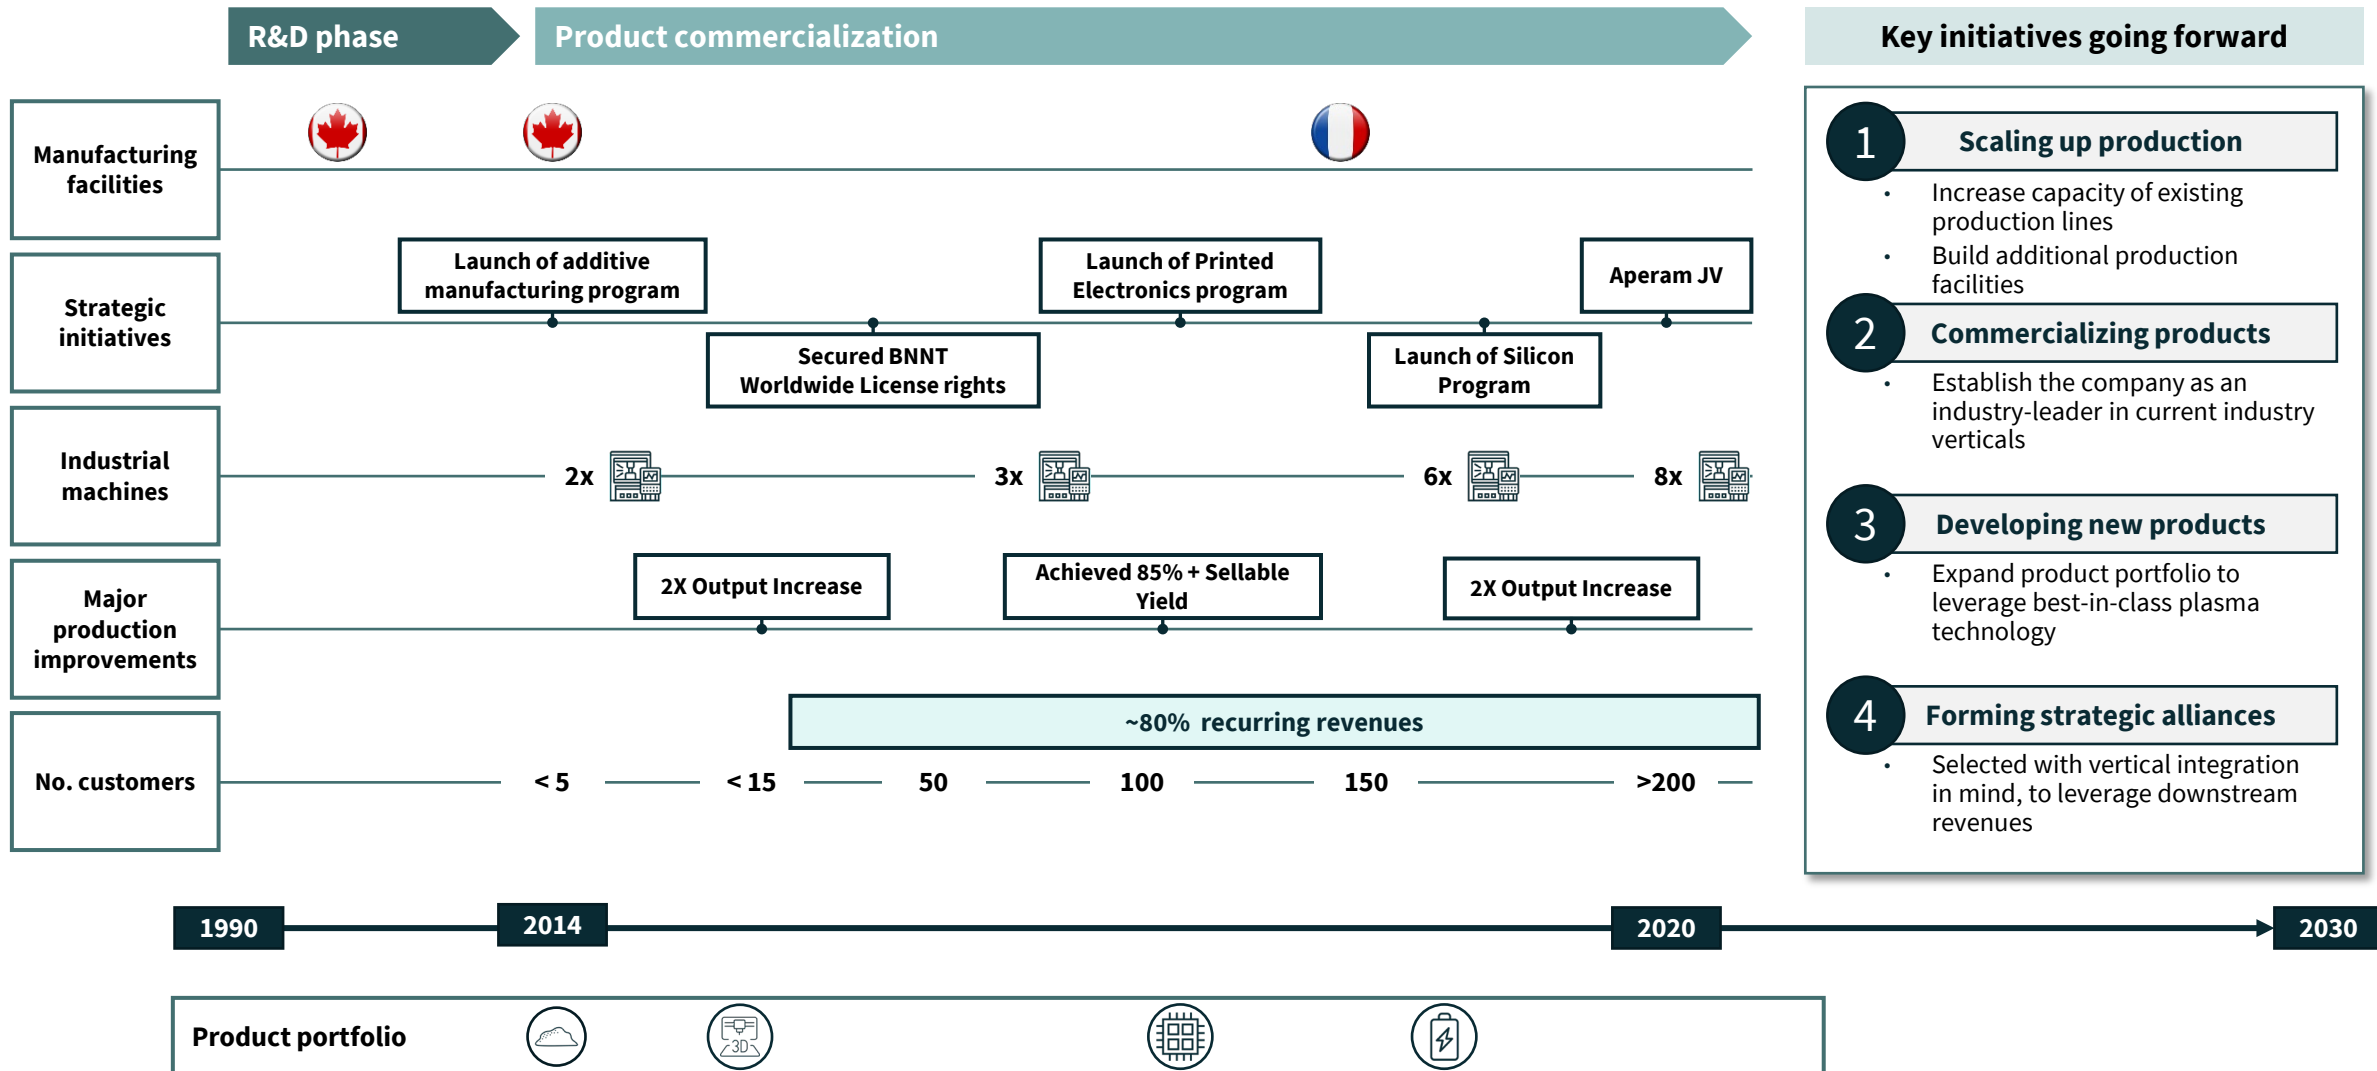 R&D phase
Product commercialization
Key initiatives going forward
Manufacturing
facilities
Strategic
initiatives
Launch of additive
manufacturing program
Secured BNNT
Worldwide License rights
Launch of Printed
Electronics program
Launch of Silicon
Program
Aperam JV
Industrial
machines
2x
3x
6x
8x
Major
production
improvements
2X Output Increase
Achieved 85% + Sellable
Yield
2X Output Increase
~80% recurring revenues
No. customers
< 5
< 15
50
100
150
>200
1
Scaling up production
• Increase capacity of existing
production lines
• Build additional production
facilities
2
Commercializing products
• Establish the company as an
industry-leader in current industry
verticals
3
Developing new products
• Expand product portfolio to
leverage best-in-class plasma
technology
4
Forming strategic alliances
• Selected with vertical integration
in mind, to leverage downstream
revenues
1990
2014
2020
2030
Product portfolio
3D